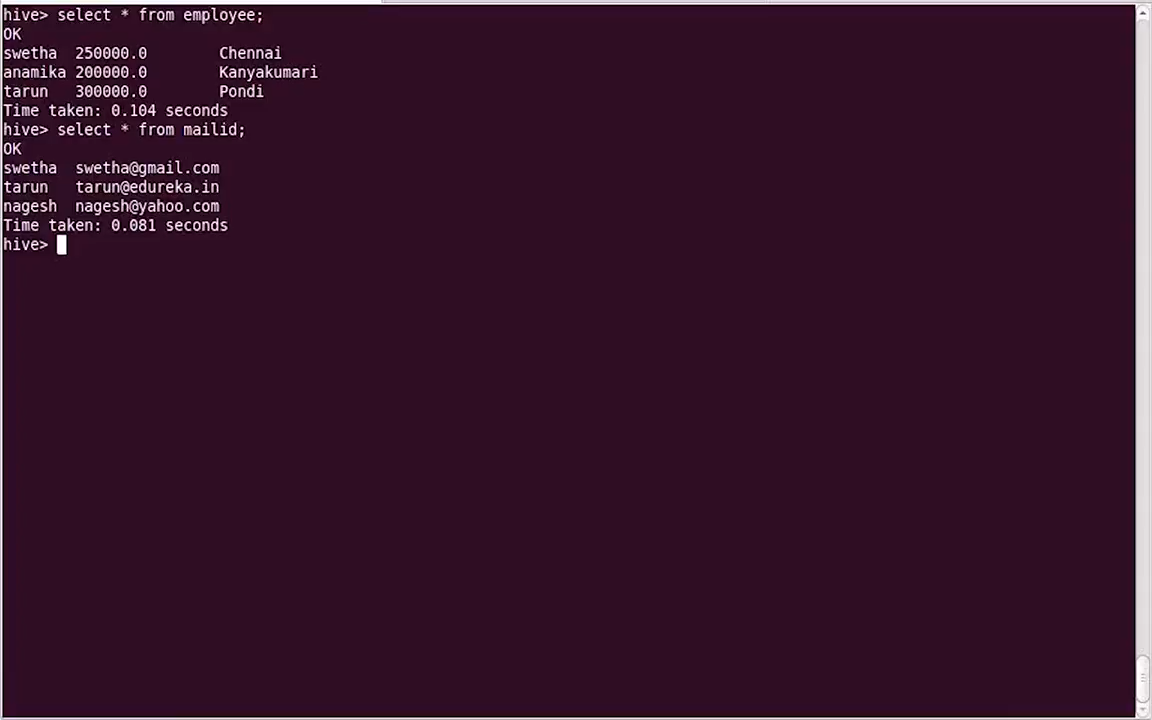 hive> select * from employee;
OK
swetha  250000.0        Chennai
anamika 200000.0        Kanyakumari
tarun   300000.0        Pondi
Time taken: 0.104 seconds
hive> select * from mailid;
OK
swetha  swetha@gmail.com
tarun   tarun@edureka.in
nagesh  nagesh@yahoo.com
Time taken: 0.081 seconds
hive>